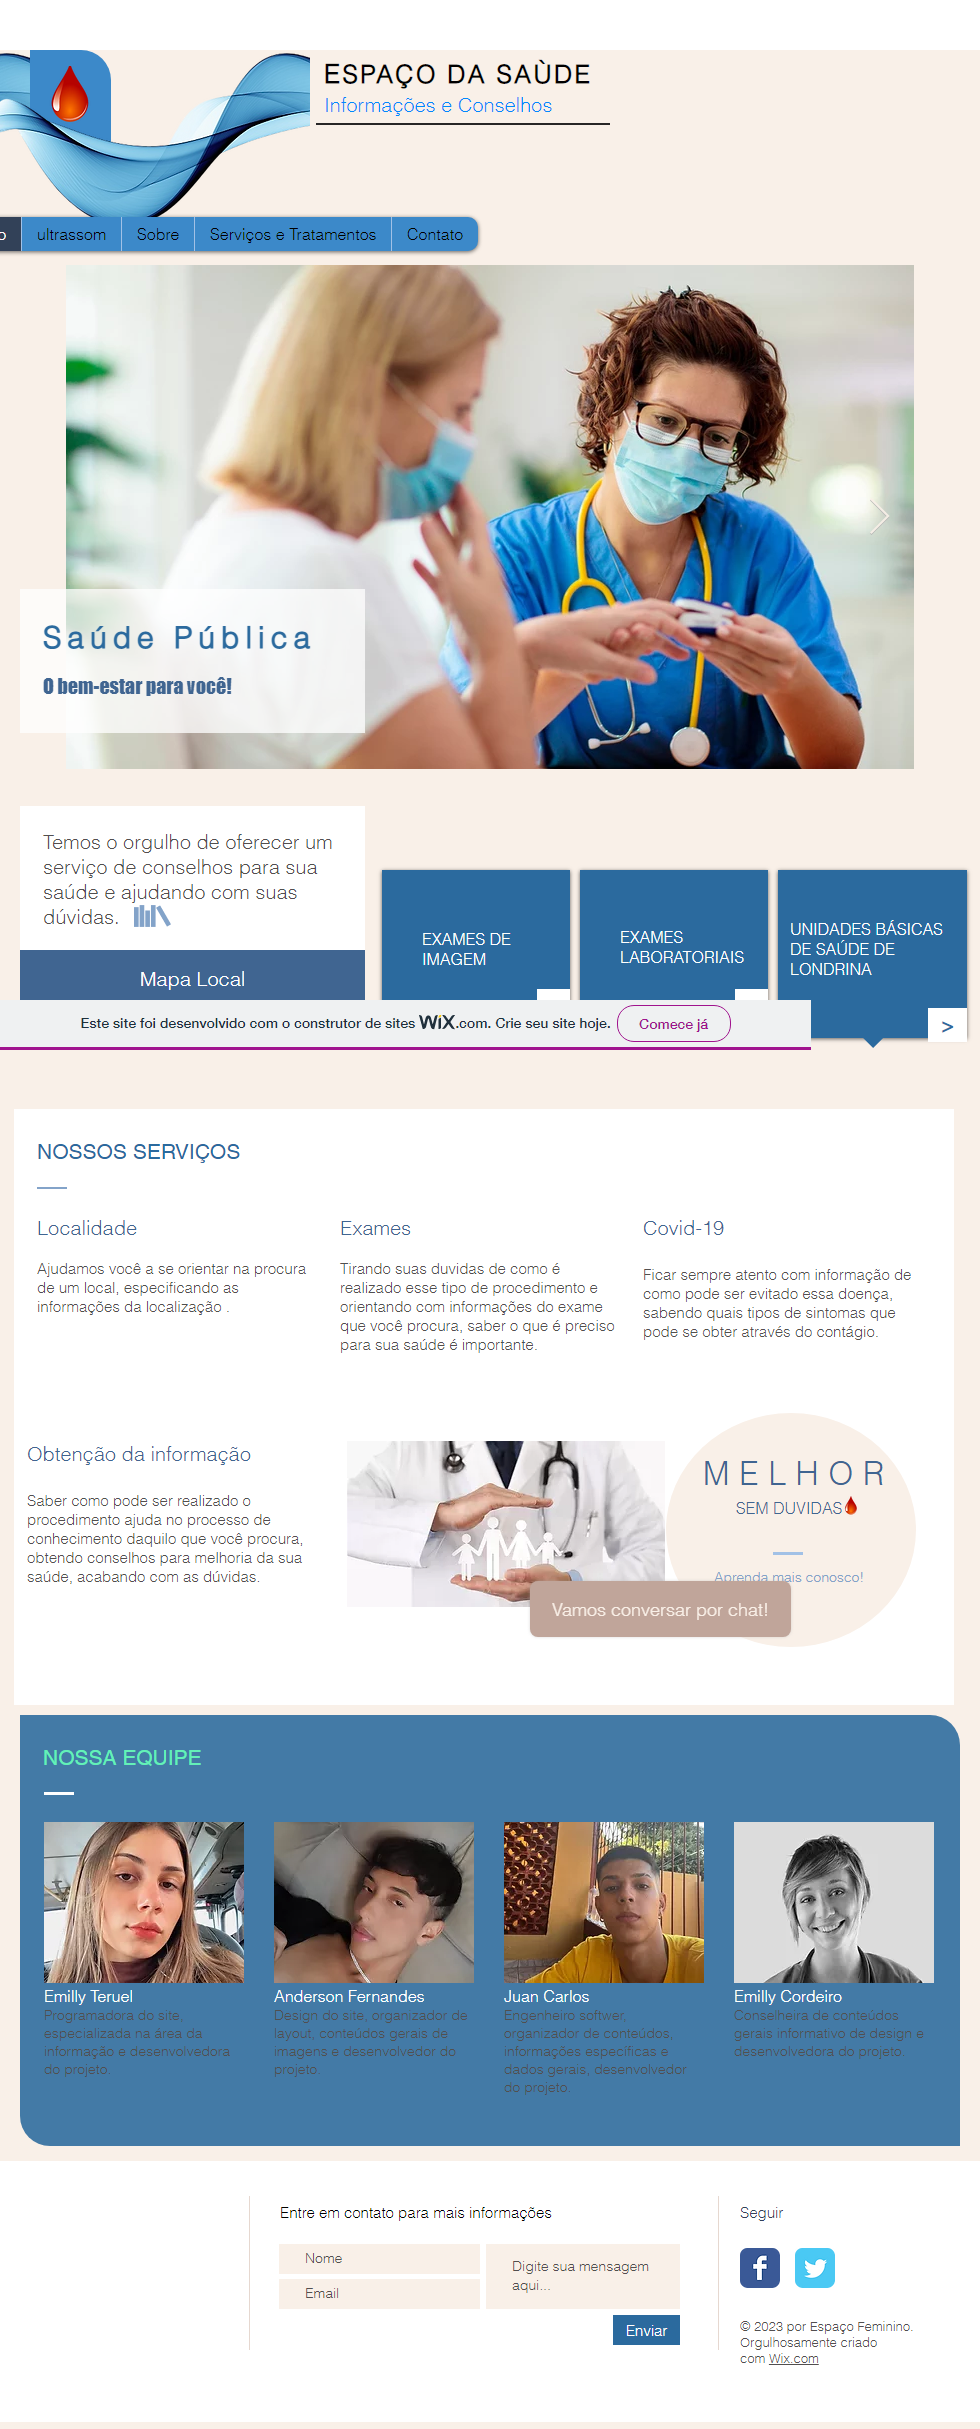 ESPAÇO DA SAÙDE
Informações e Conselhos
o ultrassom Sobre Serviços e Tratamentos Contato
Saúde Pública
O bem-estar para você!
Temos o orgulho de oferecer um
serviço de conselhos para sua
saúde e ajudando com suas
dúvidas.
Mapa Local
EXAMES DE
IMAGEM
EXAMES
LABORATORIAIS
UNIDADES BÁSICAS
DE SAÚDE DE
LONDRINA
>
Este site foi desenvolvido com o construtor de sites WiX.com. Crie seu site hoje. Comece já
NOSSOS SERVIÇOS
Localidade
Ajudamos você a se orientar na procura
de um local, especificando as
informações da localização .
Exames
Tirando suas duvidas de como é
realizado esse tipo de procedimento e
orientando com informações do exame
que você procura, saber o que é preciso
para sua saúde é importante.
Covid-19
Ficar sempre atento com informação de
como pode ser evitado essa doença,
sabendo quais tipos de sintomas que
pode se obter através do contágio.
Obtenção da informação
Saber como pode ser realizado o
procedimento ajuda no processo de
conhecimento daquilo que você procura,
obtendo conselhos para melhoria da sua
saúde, acabando com as dúvidas.
MELHOR
SEM DUVIDAS
Aprenda mais conosco!
Vamos conversar por chat!
NOSSA EQUIPE
Emilly Teruel
Programadora do site,
especializada na área da
informação e desenvolvedora
do projeto.
Anderson Fernandes
Design do site, organizador de
layout, conteúdos gerais de
imagens e desenvolvedor do
projeto.
Juan Carlos
Engenheiro softwer,
organizador de conteúdos,
informações específicas e
dados gerais, desenvolvedor
do projeto.
Emilly Cordeiro
Conselheira de conteúdos
gerais informativo de design e
desenvolvedora do projeto.
Entre em contato para mais informações
Nome
Email
Digite sua mensagem
aqui...
Enviar
Seguir
© 2023 por Espaço Feminino.
Orgulhosamente criado
com Wix.com